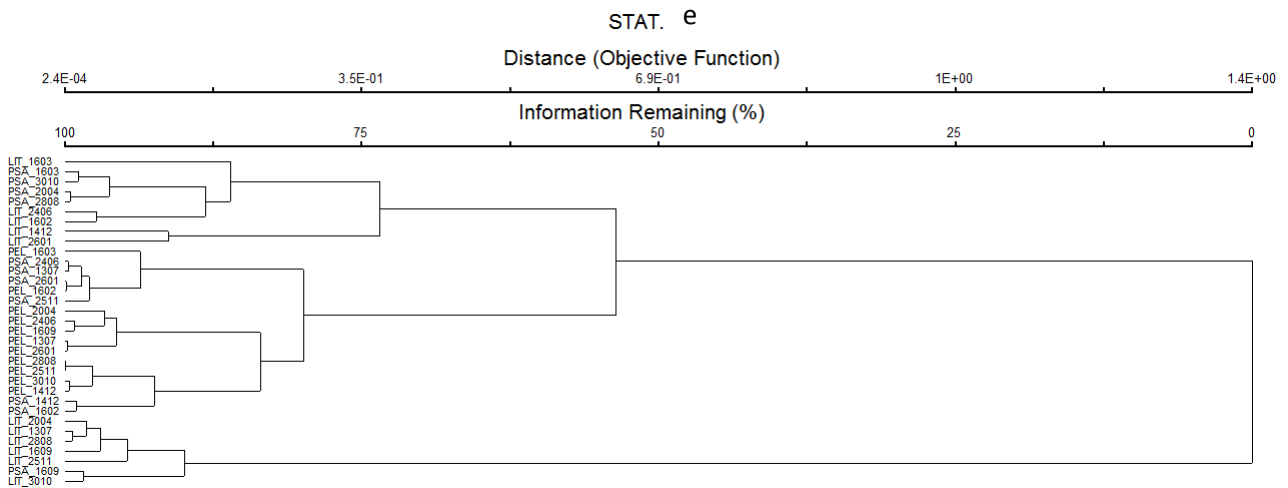 STAT. e
Distance (Objective Function)
2.4E-04 3.5E-01 6.9E-01 1E+00 1.4E+00
Information Remaining (%)
100 75 50 25 0
LIT_1603
PSA_1603
PSA_3010
PSA_2004
PSA_2808
LIT_2406
LIT_1602
LIT_1412
LIT_2601
PEL_1603
PSA_2406
PSA_1307
PSA_2601
PEL_1602
PSA_2511
PEL_2004
PEL_2406
PEL_1609
PEL_1307
PEL_2601
PEL_2808
PEL_2511
PEL_3010
PEL_1412
PSA_1412
PSA_1602
LIT_2004
LIT_1307
LIT_2808
LIT_1609
LIT_2511
PSA_1609
LIT_3010